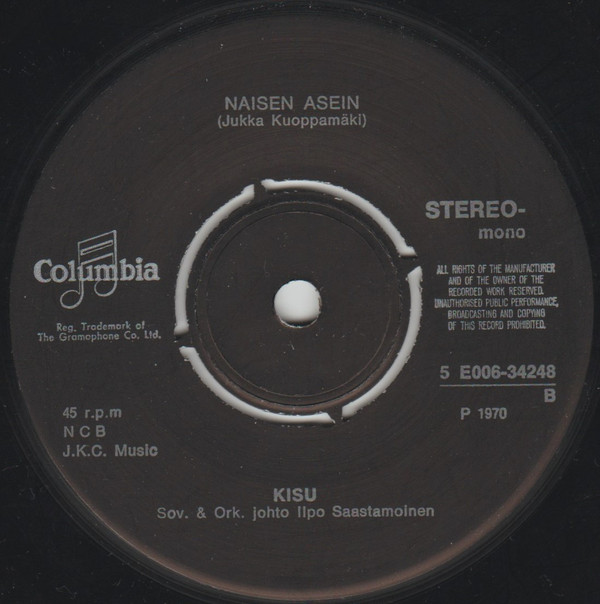 NAISEN ASEIN
(Jukka Kuoppamäki)
STEREO-
mono
Columbia
Reg. Trademark of
The Gramophone Co. Ltd.
ALL RIGHTS OF THE MANUFACTURER
AND OF THE OWNER OF THE
RECORDED WORK RESERVED.
UNAUTHORISED PUBLIC PERFORMANCE,
BROADCASTING AND COPYING
OF THIS RECORD PROHIBITED.
5 E006-34248
B
P 1970
45 r.p.m
N C B
J.K.C. Music
KISU
Sov. & Ork. johto Ilpo Saastamoinen